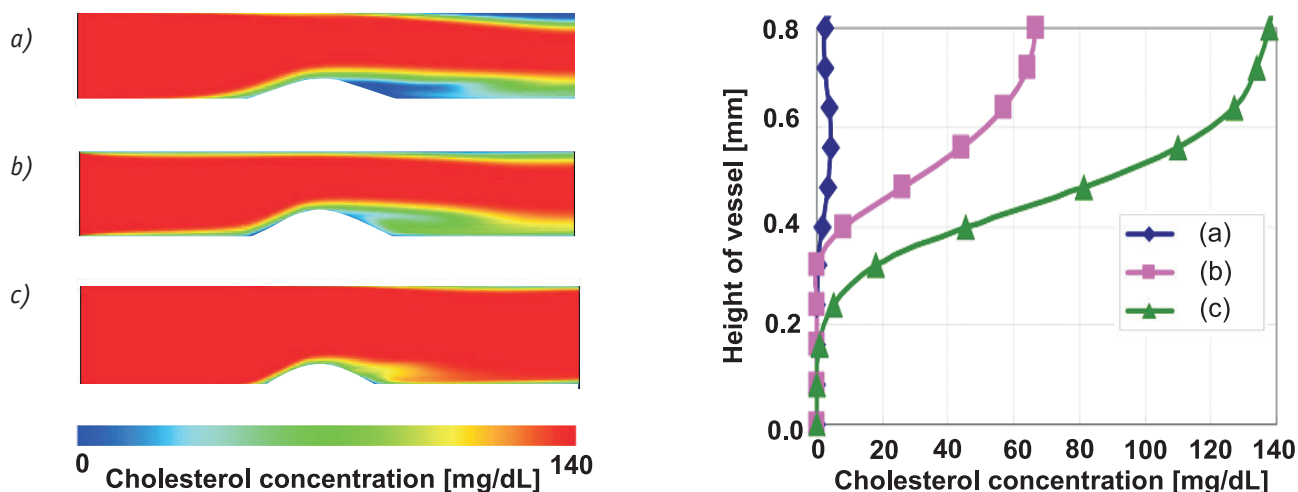 a)
b)
c)
0
140
Cholesterol concentration [mg/dL]
Height of vessel [mm]
0.8
0.6
0.4
0.2
0.0
(a)
(b)
(c)
0 20 40 60 80 100 120 140
Cholesterol concentration [mg/dL]